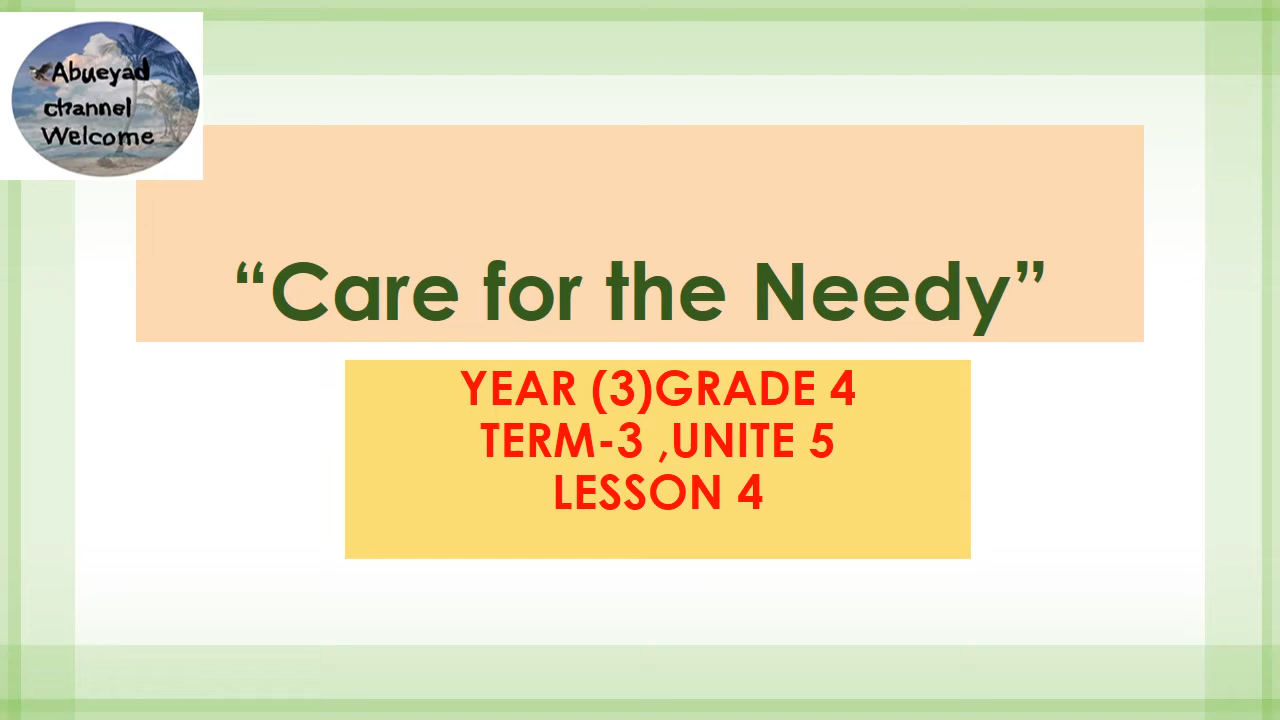 Abueyad
channel
Welcome
“Care for the Needy”
YEAR (3)GRADE 4
TERM-3 ,UNITE 5
LESSON 4